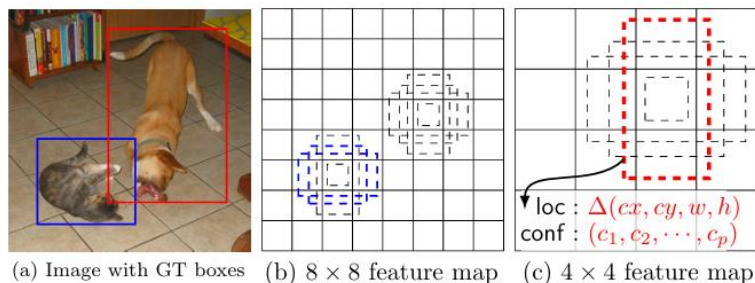 loc : Δ(cx, cy, w, h)
conf : (c₁, c₂, ⋯, cₚ)
(a) Image with GT boxes
(b) 8 × 8 feature map
(c) 4 × 4 feature map